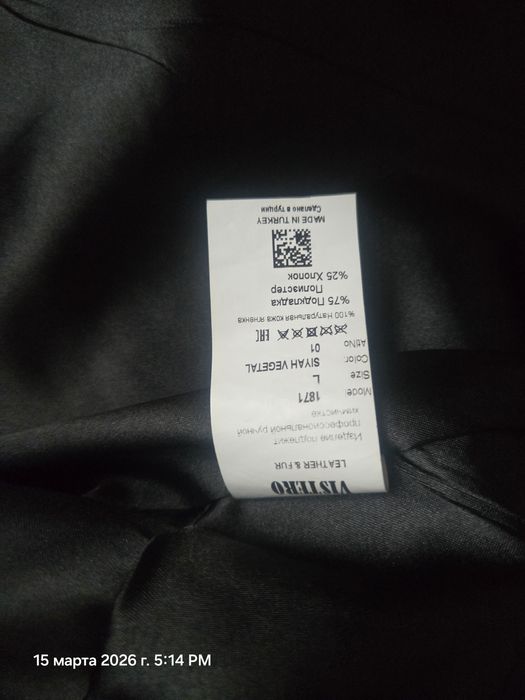 VISTERO
LEATHER & FUR
Изделие подлежит
профессиональной ручной
химчистке
Model: 1871
Size: L
Color: SIYAH VEGETAL
ArtNo: 01
%100 Натуральная кожа ягненка
%75 Подкладка
Полиэстер
%25 Хлопок
MADE IN TURKEY
Сделано в турции
15 марта 2026 г. 5:14 PM